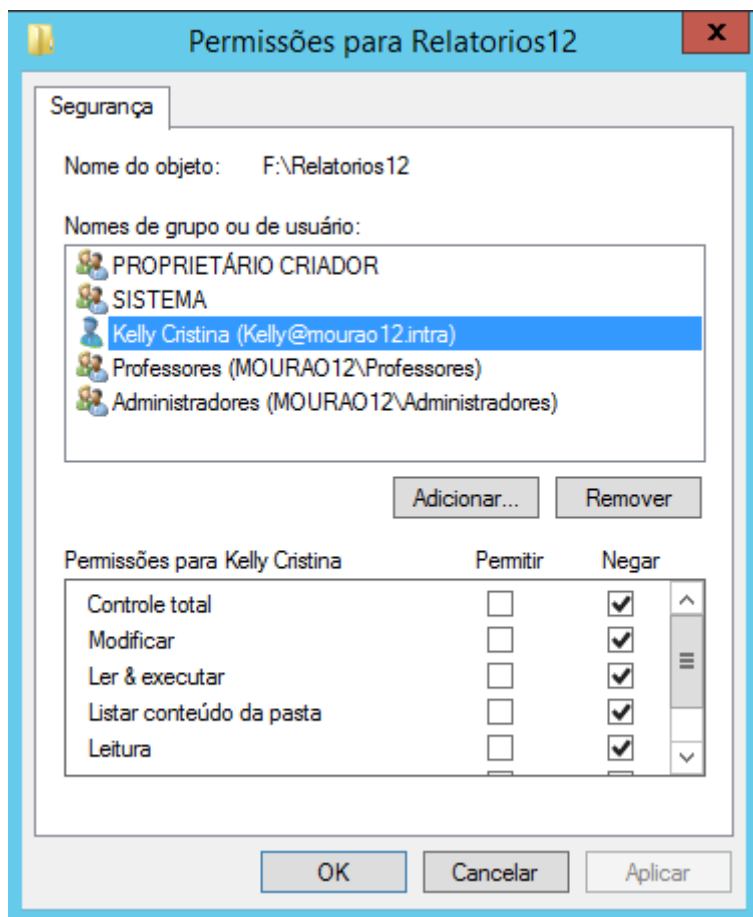 Permissões para Relatorios12
x
Segurança
Nome do objeto: F:\Relatorios12
Nomes de grupo ou de usuário:
PROPRIETÁRIO CRIADOR
SISTEMA
Kelly Cristina (Kelly@mourao12.intra)
Professores (MOURAO12\Professores)
Administradores (MOURAO12\Administradores)
Adicionar... Remover
Permissões para Kelly Cristina Permitir Negar
Controle total
Modificar
Ler & executar
Listar conteúdo da pasta
Leitura
OK Cancelar Aplicar